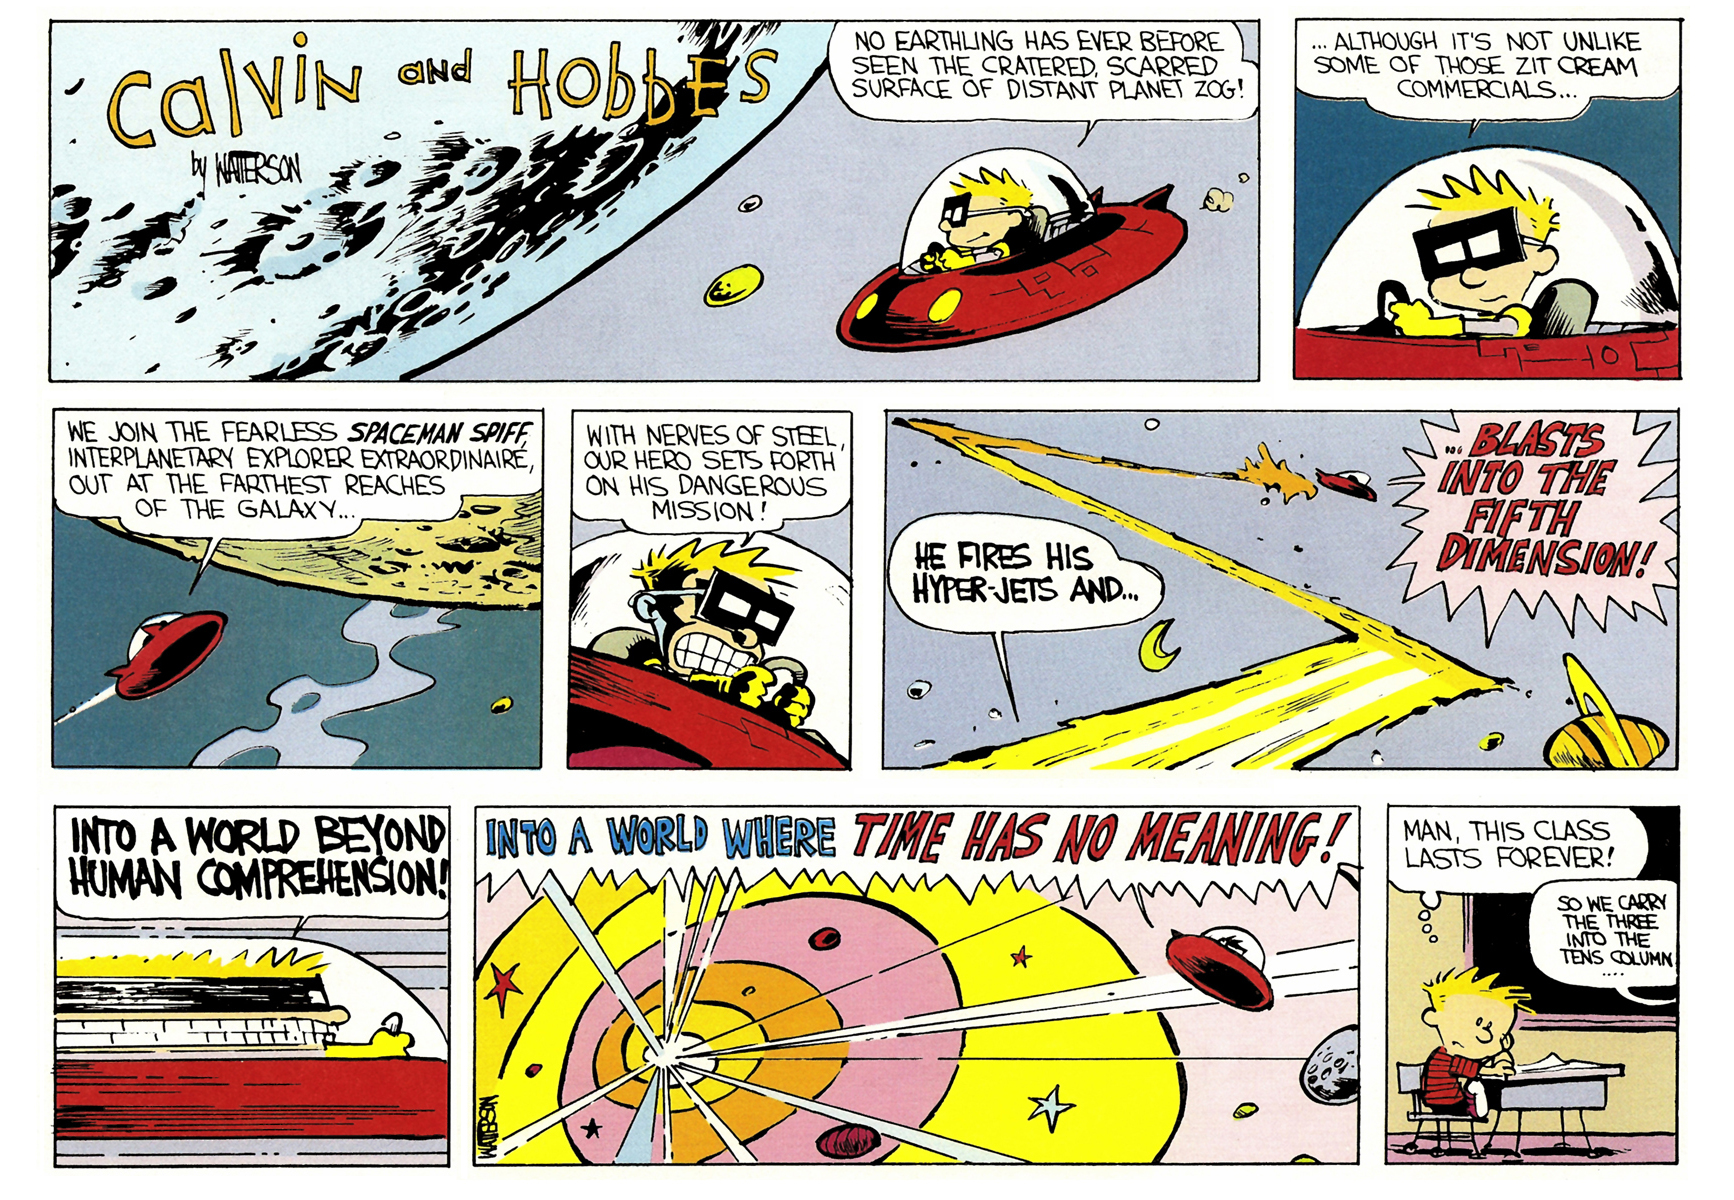 Calvin and Hobbes
by WATTERSON
NO EARTHLING HAS EVER BEFORE
SEEN THE CRATERED, SCARRED
SURFACE OF DISTANT PLANET ZOG!
... ALTHOUGH IT'S NOT UNLIKE
SOME OF THOSE ZIT CREAM
COMMERCIALS...
WE JOIN THE FEARLESS SPACEMAN SPIFF,
INTERPLANETARY EXPLORER EXTRAORDINAIRE,
OUT AT THE FARTHEST REACHES
OF THE GALAXY...
WITH NERVES OF STEEL,
OUR HERO SETS FORTH
ON HIS DANGEROUS
MISSION!
HE FIRES HIS
HYPER-JETS AND...
... BLASTS
INTO THE
FIFTH
DIMENSION!
INTO A WORLD BEYOND
HUMAN COMPREHENSION!
INTO A WORLD WHERE TIME HAS NO MEANING!
WATTERSON
MAN, THIS CLASS
LASTS FOREVER!
SO WE CARRY
THE THREE
INTO THE
TENS COLUMN
....